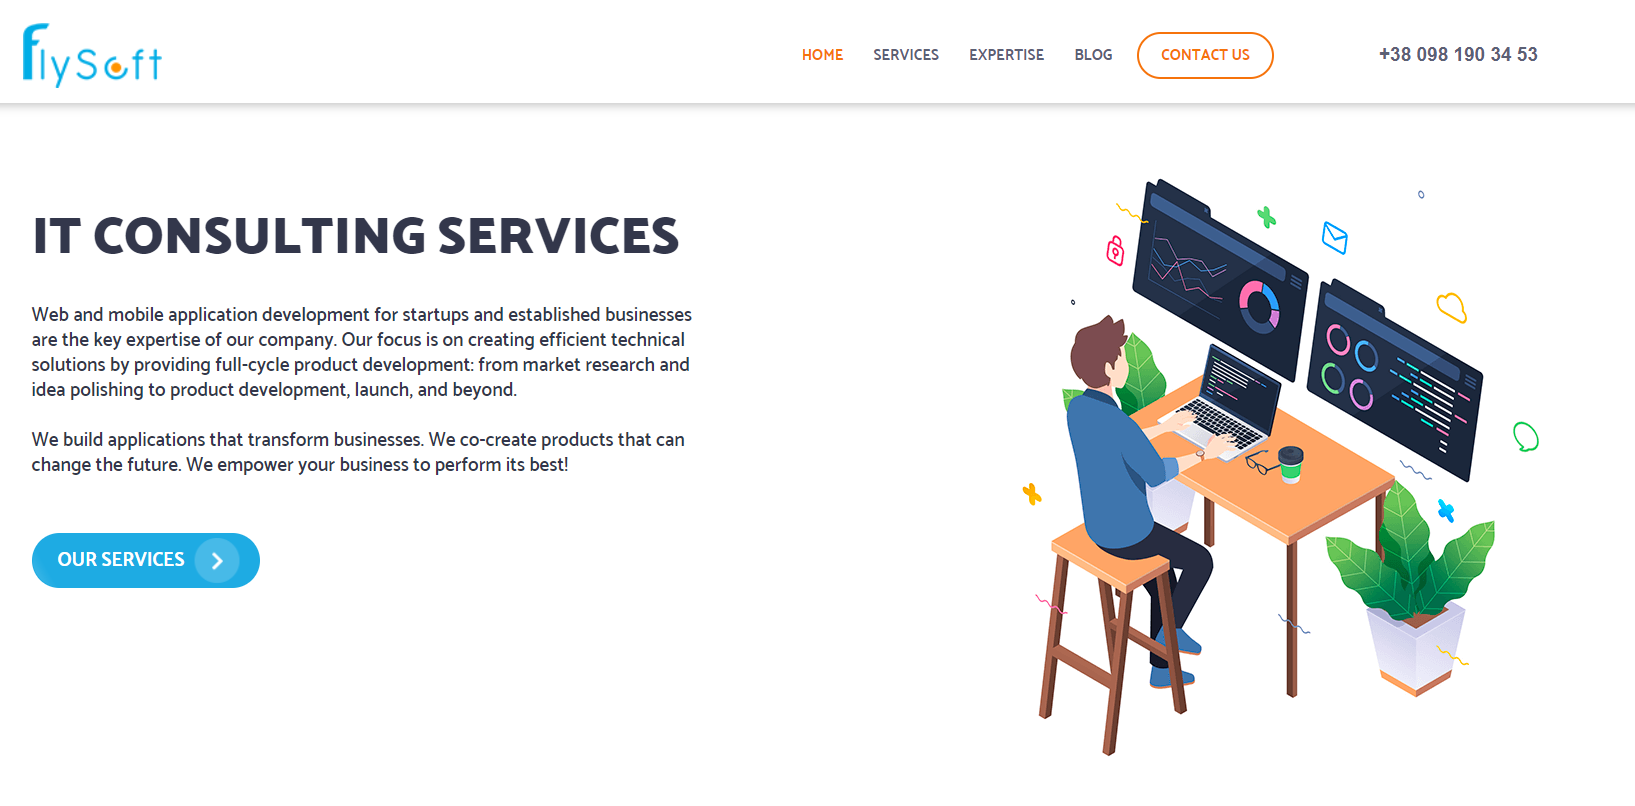 FlySoft
HOME SERVICES EXPERTISE BLOG CONTACT US +38 098 190 34 53
IT CONSULTING SERVICES
Web and mobile application development for startups and established businesses
are the key expertise of our company. Our focus is on creating efficient technical
solutions by providing full-cycle product development: from market research and
idea polishing to product development, launch, and beyond.
We build applications that transform businesses. We co-create products that can
change the future. We empower your business to perform its best!
OUR SERVICES